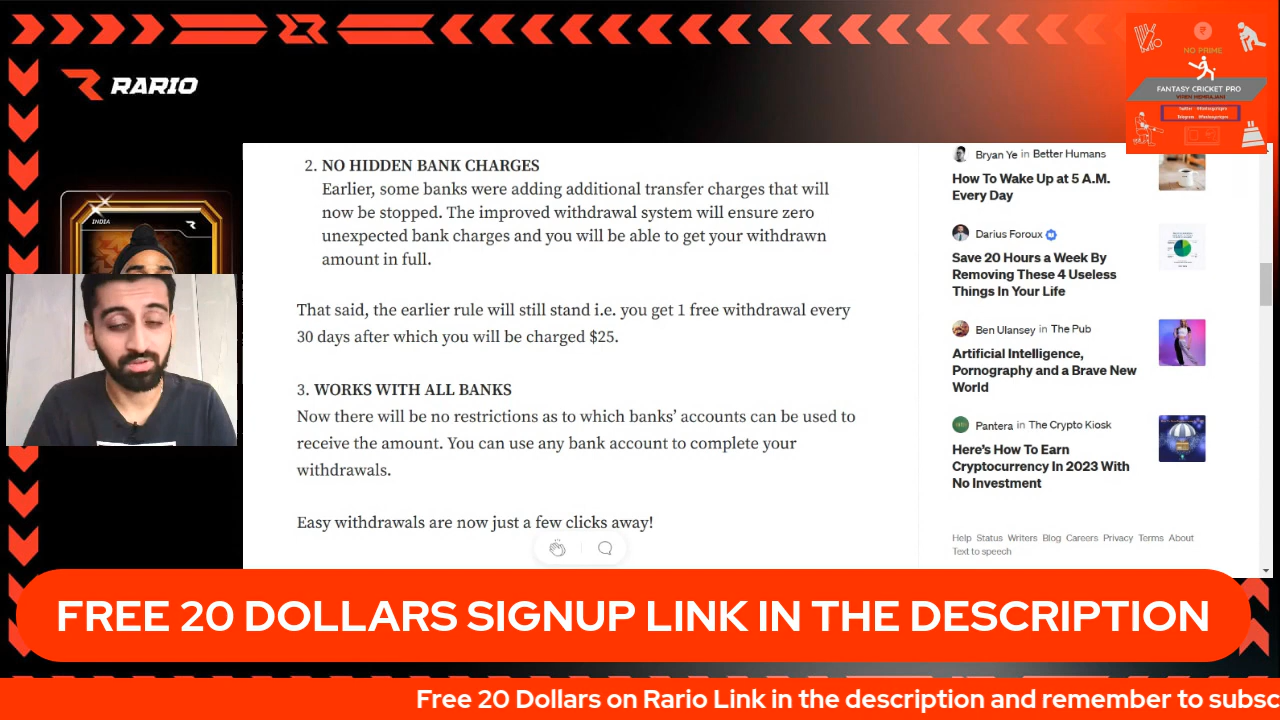 RARIO
NO PRIME
FANTASY CRICKET PRO
VIREN HEMRAJANI
INDIA
2. NO HIDDEN BANK CHARGES
Earlier, some banks were adding additional transfer charges that will
now be stopped. The improved withdrawal system will ensure zero
unexpected bank charges and you will be able to get your withdrawn
amount in full.
That said, the earlier rule will still stand i.e. you get 1 free withdrawal every
30 days after which you will be charged $25.
3. WORKS WITH ALL BANKS
Now there will be no restrictions as to which banks’ accounts can be used to
receive the amount. You can use any bank account to complete your
withdrawals.
Easy withdrawals are now just a few clicks away!
Bryan Ye in Better Humans
How To Wake Up at 5 A.M.
Every Day
Darius Foroux
Save 20 Hours a Week By
Removing These 4 Useless
Things In Your Life
Ben Ulansey in The Pub
Artificial Intelligence,
Pornography and a Brave New
World
Pantera in The Crypto Kiosk
Here’s How To Earn
Cryptocurrency In 2023 With
No Investment
Help Status Writers Blog Careers Privacy Terms About
Text to speech
FREE 20 DOLLARS SIGNUP LINK IN THE DESCRIPTION
Free 20 Dollars on Rario Link in the description and remember to subsc